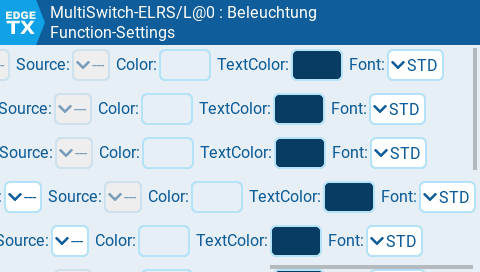 EDGE
TX
MultiSwitch-ELRS/L@0 : Beleuchtung
Function-Settings
Source: --- Color: TextColor: Font: STD
Source: --- Color: TextColor: Font: STD
Source: --- Color: TextColor: Font: STD
: --- Source: --- Color: TextColor: Font: STD
Source: --- Color: TextColor: Font: STD